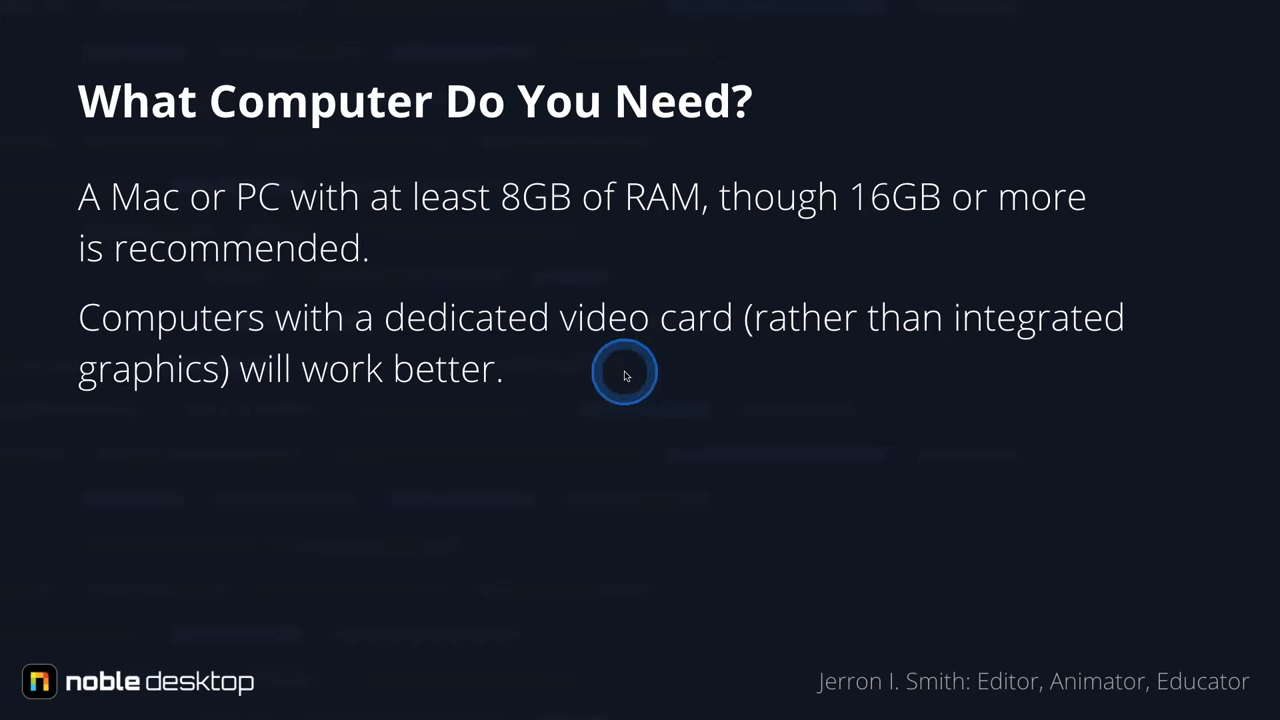 What Computer Do You Need?
A Mac or PC with at least 8GB of RAM, though 16GB or more
is recommended.
Computers with a dedicated video card (rather than integrated
graphics) will work better.
noble desktop
Jerron I. Smith: Editor, Animator, Educator